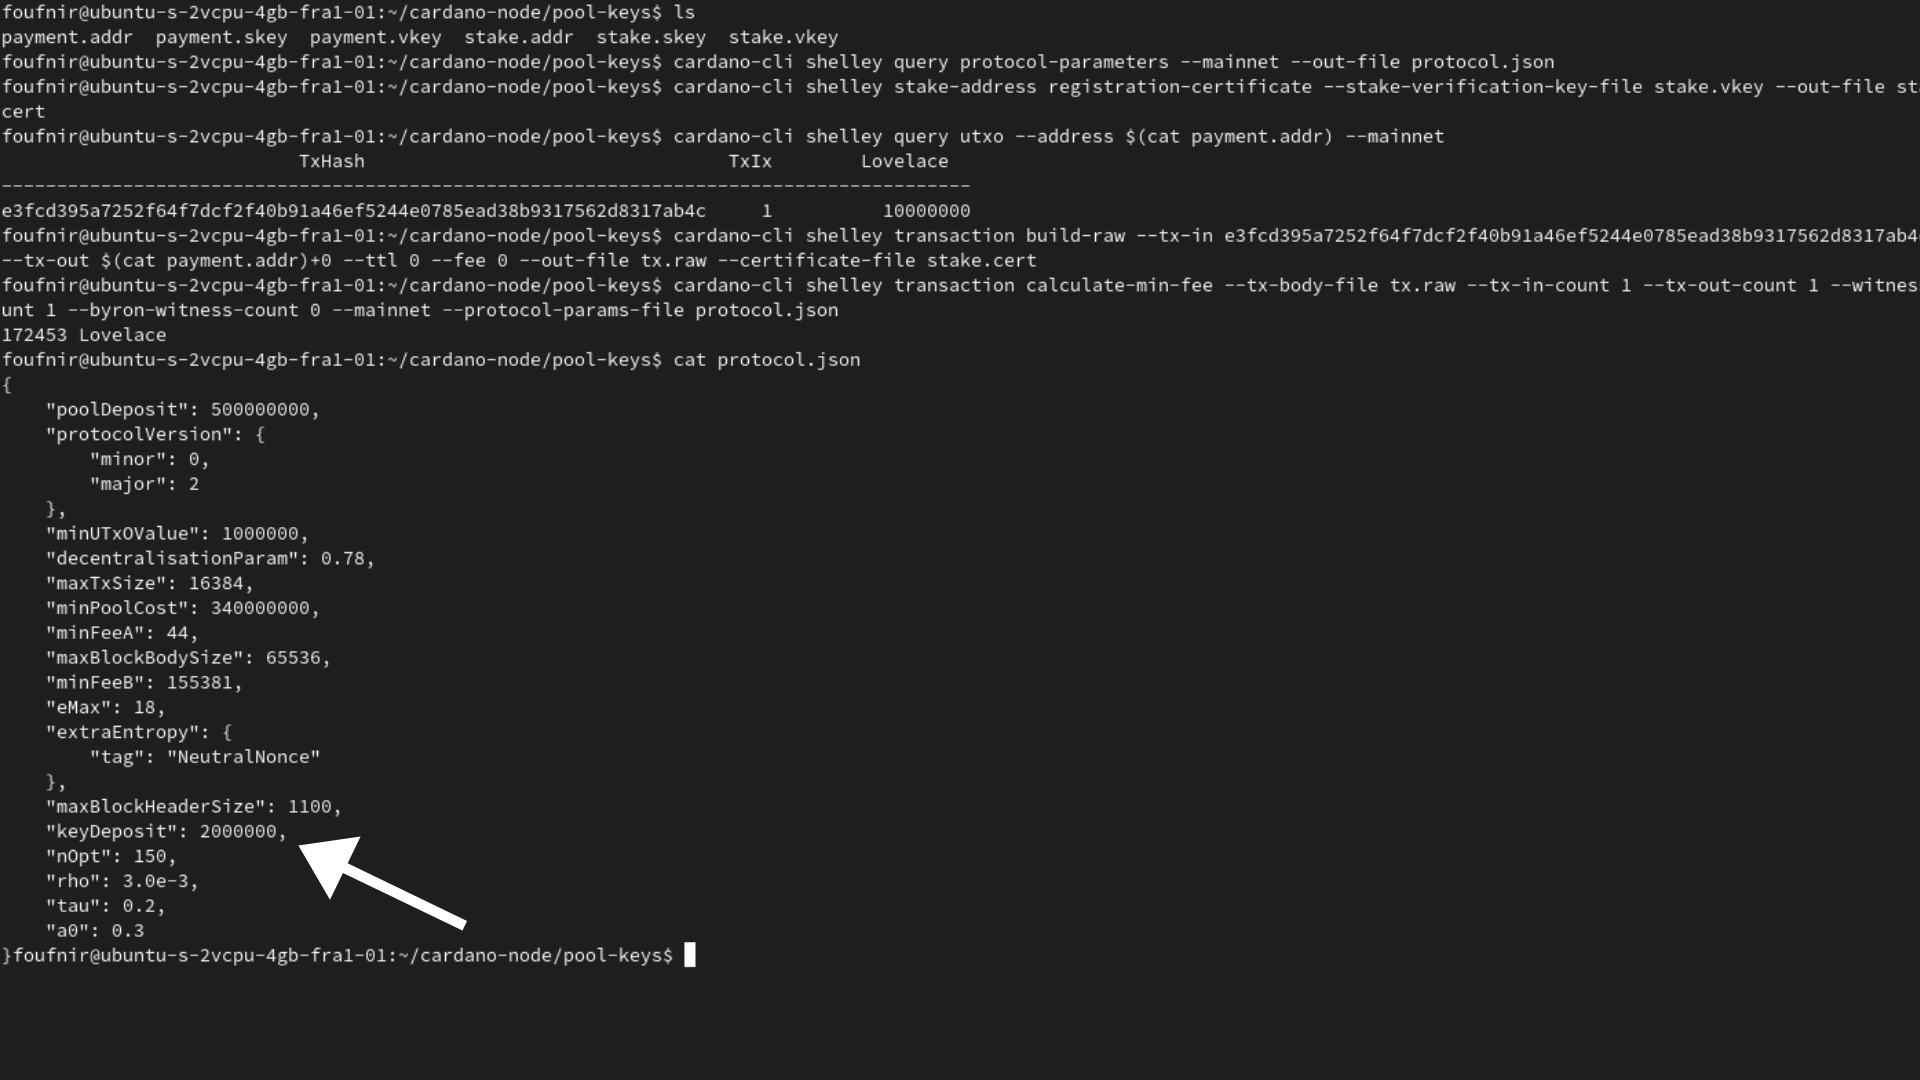 foufnir@ubuntu-s-2vcpu-4gb-fra1-01:~/cardano-node/pool-keys$ ls
payment.addr  payment.skey  payment.vkey  stake.addr  stake.skey  stake.vkey
foufnir@ubuntu-s-2vcpu-4gb-fra1-01:~/cardano-node/pool-keys$ cardano-cli shelley query protocol-parameters --mainnet --out-file protocol.json
foufnir@ubuntu-s-2vcpu-4gb-fra1-01:~/cardano-node/pool-keys$ cardano-cli shelley stake-address registration-certificate --stake-verification-key-file stake.vkey --out-file st
cert
foufnir@ubuntu-s-2vcpu-4gb-fra1-01:~/cardano-node/pool-keys$ cardano-cli shelley query utxo --address $(cat payment.addr) --mainnet
                           TxHash                                 TxIx        Lovelace
----------------------------------------------------------------------------------------
e3fcd395a7252f64f7dcf2f40b91a46ef5244e0785ead38b9317562d8317ab4c     1          10000000
foufnir@ubuntu-s-2vcpu-4gb-fra1-01:~/cardano-node/pool-keys$ cardano-cli shelley transaction build-raw --tx-in e3fcd395a7252f64f7dcf2f40b91a46ef5244e0785ead38b9317562d8317ab4
--tx-out $(cat payment.addr)+0 --ttl 0 --fee 0 --out-file tx.raw --certificate-file stake.cert
foufnir@ubuntu-s-2vcpu-4gb-fra1-01:~/cardano-node/pool-keys$ cardano-cli shelley transaction calculate-min-fee --tx-body-file tx.raw --tx-in-count 1 --tx-out-count 1 --witnes
unt 1 --byron-witness-count 0 --mainnet --protocol-params-file protocol.json
172453 Lovelace
foufnir@ubuntu-s-2vcpu-4gb-fra1-01:~/cardano-node/pool-keys$ cat protocol.json
{
    "poolDeposit": 500000000,
    "protocolVersion": {
        "minor": 0,
        "major": 2
    },
    "minUTxOValue": 1000000,
    "decentralisationParam": 0.78,
    "maxTxSize": 16384,
    "minPoolCost": 340000000,
    "minFeeA": 44,
    "maxBlockBodySize": 65536,
    "minFeeB": 155381,
    "eMax": 18,
    "extraEntropy": {
        "tag": "NeutralNonce"
    },
    "maxBlockHeaderSize": 1100,
    "keyDeposit": 2000000,
    "nOpt": 150,
    "rho": 3.0e-3,
    "tau": 0.2,
    "a0": 0.3
}foufnir@ubuntu-s-2vcpu-4gb-fra1-01:~/cardano-node/pool-keys$